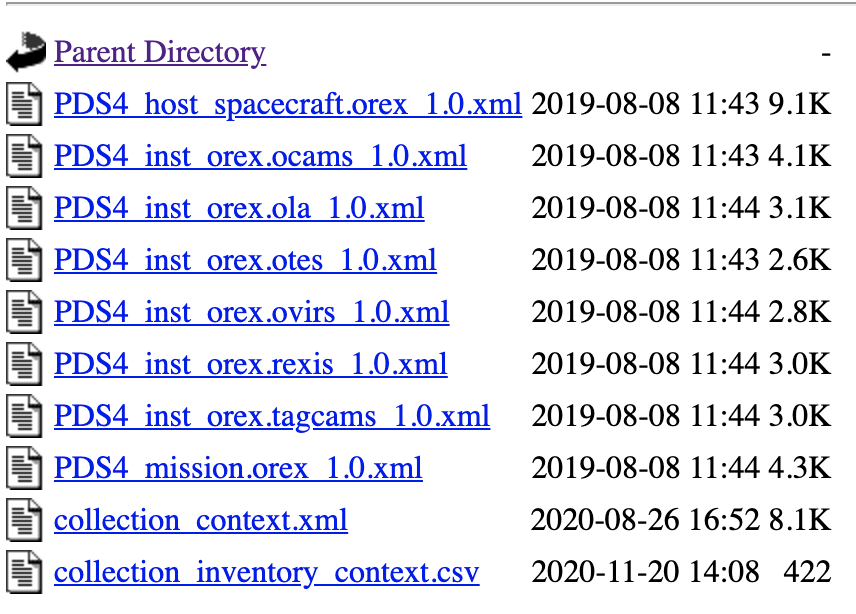 Parent Directory -
PDS4_host_spacecraft.orex_1.0.xml 2019-08-08 11:43 9.1K
PDS4_inst_orex.ocams_1.0.xml 2019-08-08 11:43 4.1K
PDS4_inst_orex.ola_1.0.xml 2019-08-08 11:44 3.1K
PDS4_inst_orex.otes_1.0.xml 2019-08-08 11:43 2.6K
PDS4_inst_orex.ovirs_1.0.xml 2019-08-08 11:44 2.8K
PDS4_inst_orex.rexis_1.0.xml 2019-08-08 11:44 3.0K
PDS4_inst_orex.tagcams_1.0.xml 2019-08-08 11:44 3.0K
PDS4_mission.orex_1.0.xml 2019-08-08 11:44 4.3K
collection_context.xml 2020-08-26 16:52 8.1K
collection_inventory_context.csv 2020-11-20 14:08 422